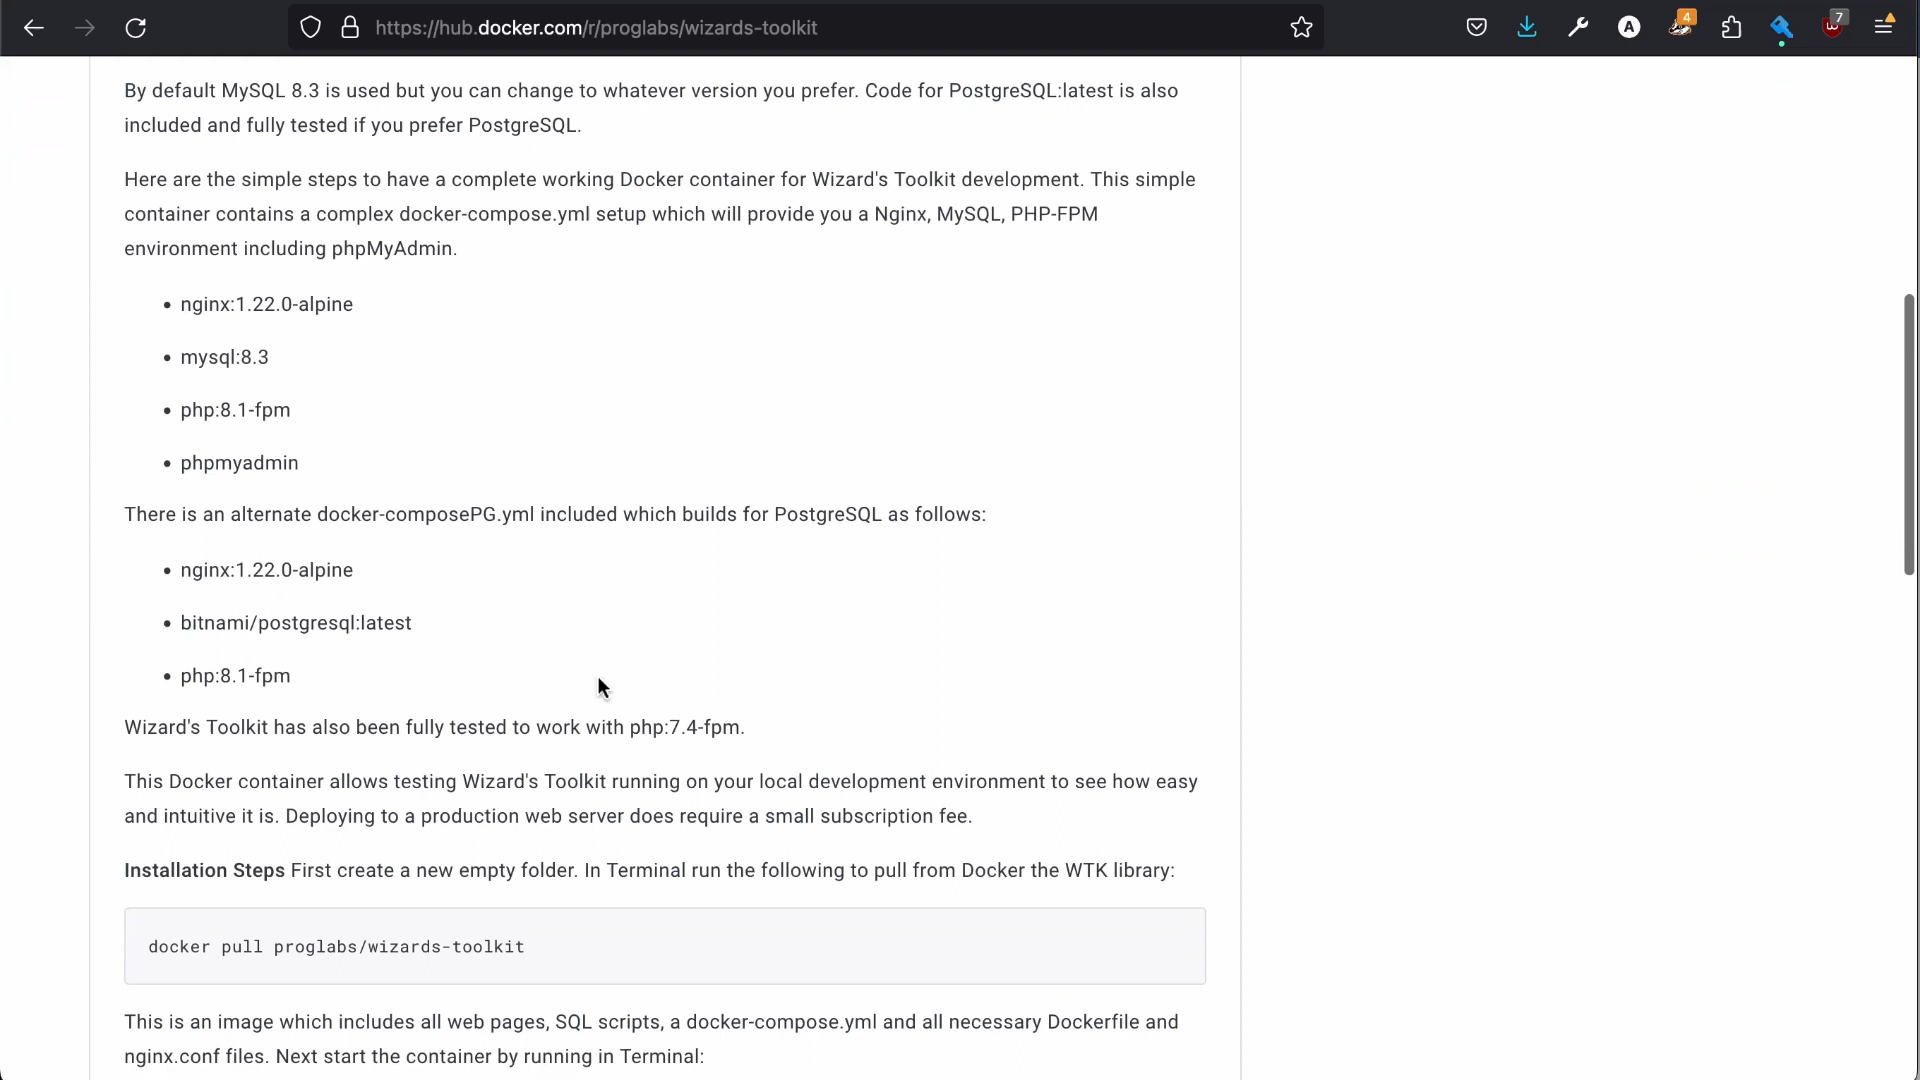 https://hub.docker.com/r/proglabs/wizards-toolkit
A
4
7
By default MySQL 8.3 is used but you can change to whatever version you prefer. Code for PostgreSQL:latest is also
included and fully tested if you prefer PostgreSQL.
Here are the simple steps to have a complete working Docker container for Wizard's Toolkit development. This simple
container contains a complex docker-compose.yml setup which will provide you a Nginx, MySQL, PHP-FPM
environment including phpMyAdmin.
• nginx:1.22.0-alpine
• mysql:8.3
• php:8.1-fpm
• phpmyadmin
There is an alternate docker-composePG.yml included which builds for PostgreSQL as follows:
• nginx:1.22.0-alpine
• bitnami/postgresql:latest
• php:8.1-fpm
Wizard's Toolkit has also been fully tested to work with php:7.4-fpm.
This Docker container allows testing Wizard's Toolkit running on your local development environment to see how easy
and intuitive it is. Deploying to a production web server does require a small subscription fee.
Installation Steps First create a new empty folder. In Terminal run the following to pull from Docker the WTK library:
docker pull proglabs/wizards-toolkit
This is an image which includes all web pages, SQL scripts, a docker-compose.yml and all necessary Dockerfile and
nginx.conf files. Next start the container by running in Terminal: